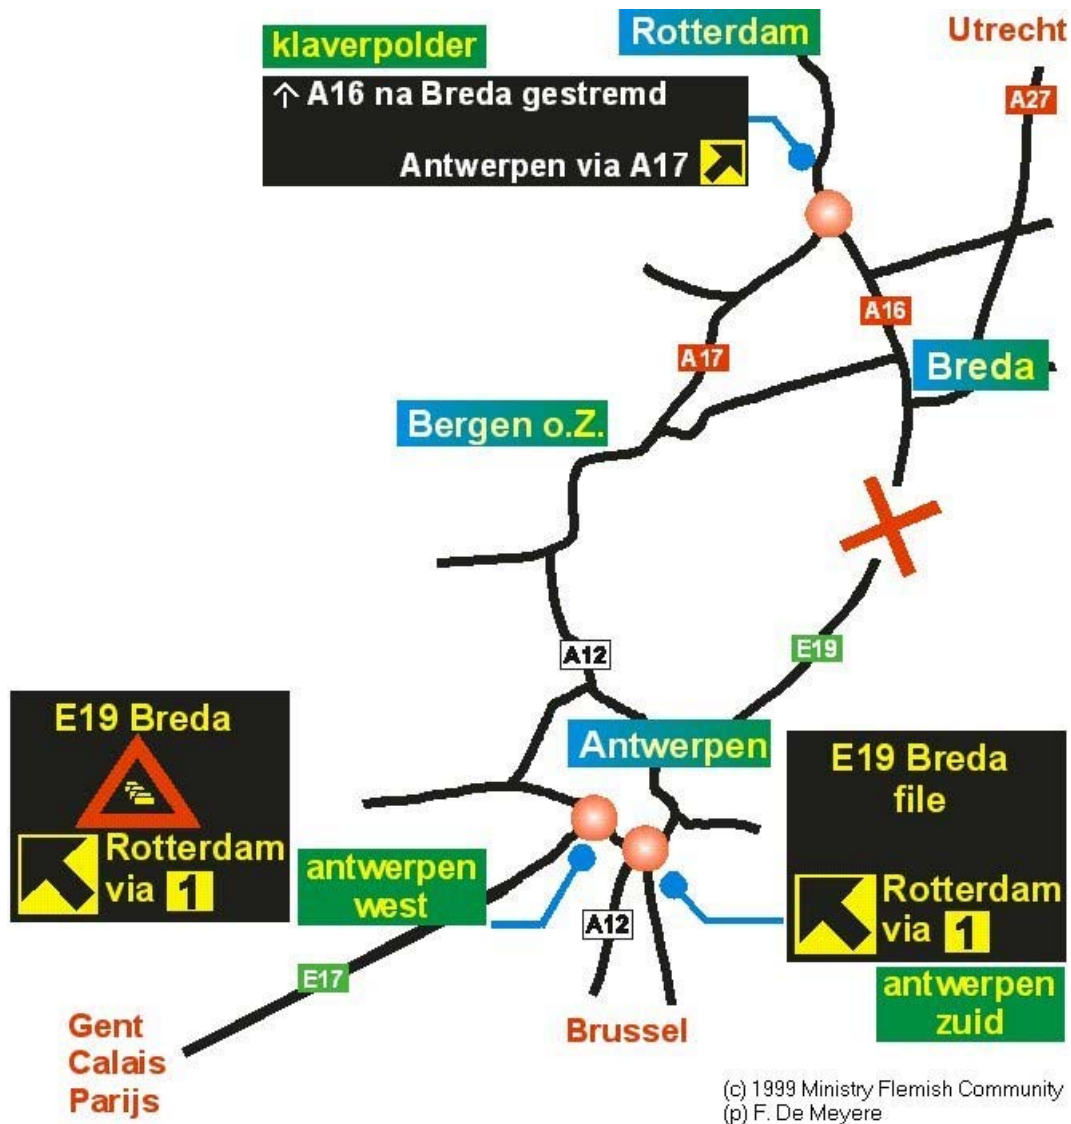 klaverpolder
Rotterdam
Utrecht
↑ A16 na Breda gestremd
Antwerpen via A17
A27
A16
A17
Breda
Bergen o.Z.
A12
E19
E19 Breda
Rotterdam
via 1
Antwerpen
E19 Breda
file
Rotterdam
via 1
antwerpen
west
A12
E17
antwerpen
zuid
Gent
Calais
Parijs
Brussel
(c) 1999 Ministry Flemish Community
(p) F. De Meyere